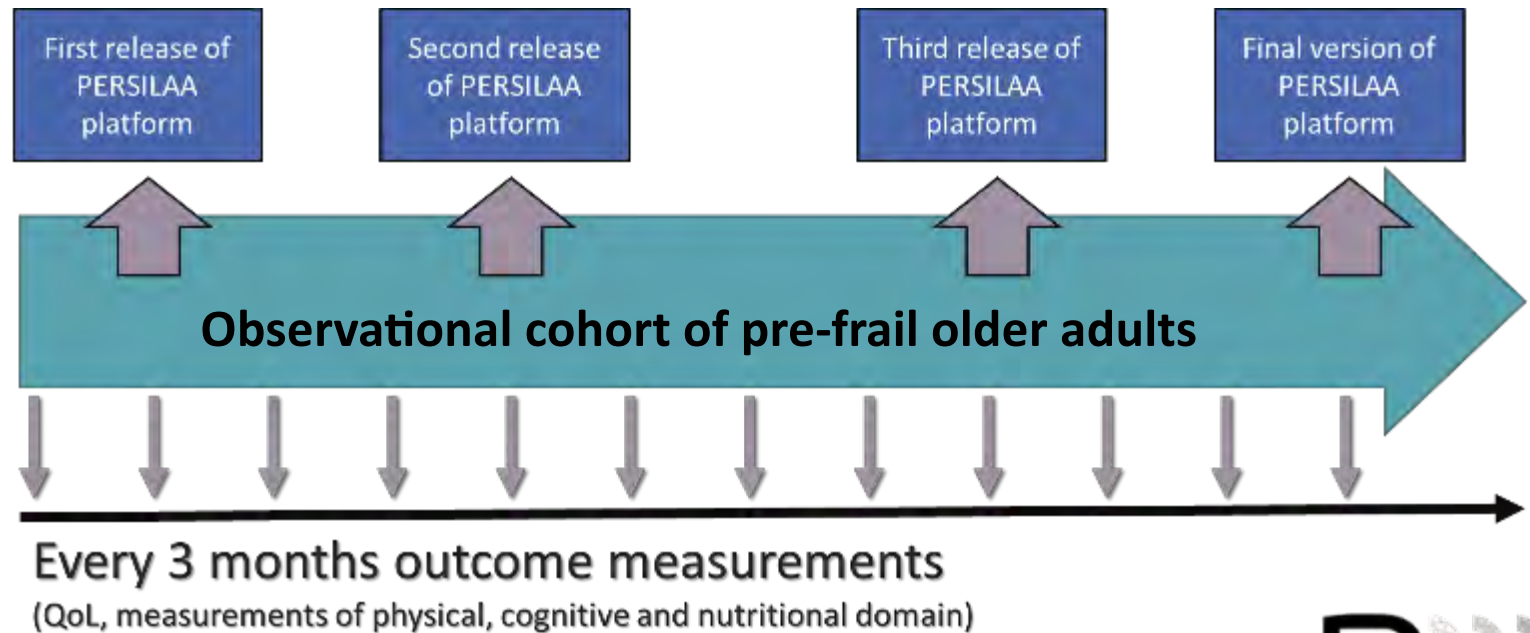 First release of
PERSILAA
platform
Second release
of PERSILAA
platform
Third release of
PERSILAA
platform
Final version of
PERSILAA
platform
Observational cohort of pre-frail older adults
Every 3 months outcome measurements
(QoL, measurements of physical, cognitive and nutritional domain)